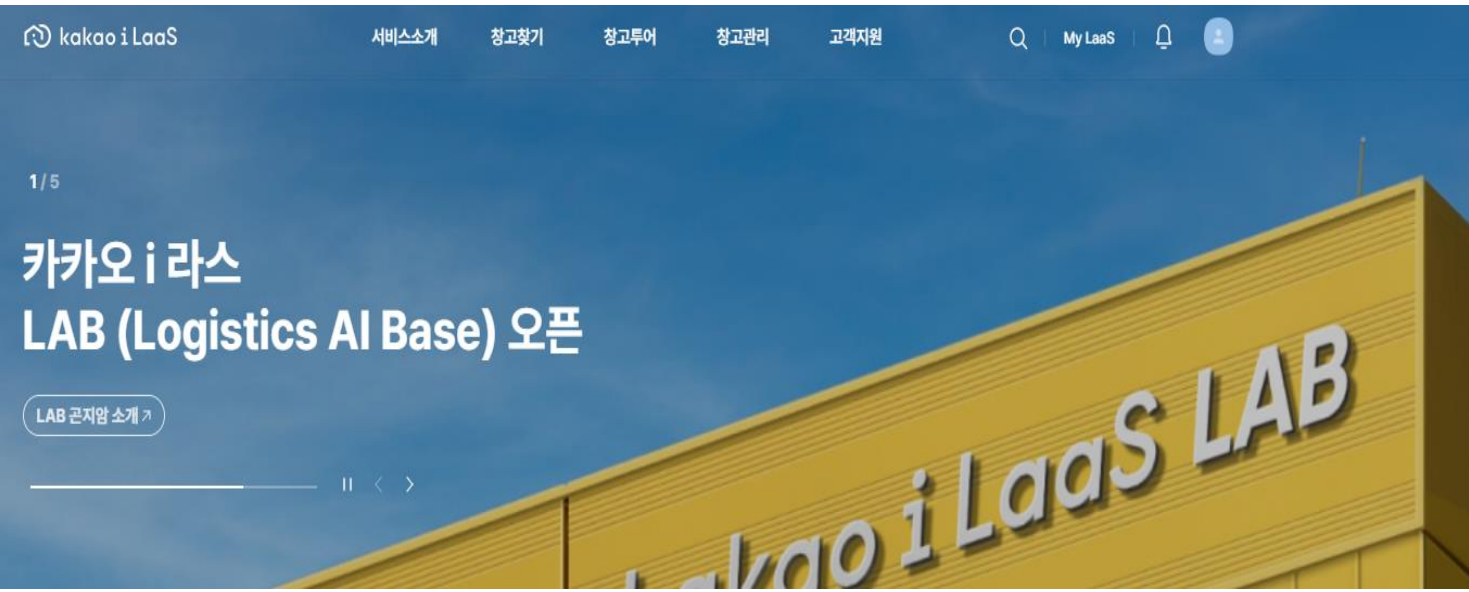 kakao i LaaS
서비스소개 창고찾기 창고투어 창고관리 고객지원 My LaaS
1 / 5
카카오 i 라스
LAB (Logistics AI Base) 오픈
LAB 곤지암 소개
kakao i LaaS LAB